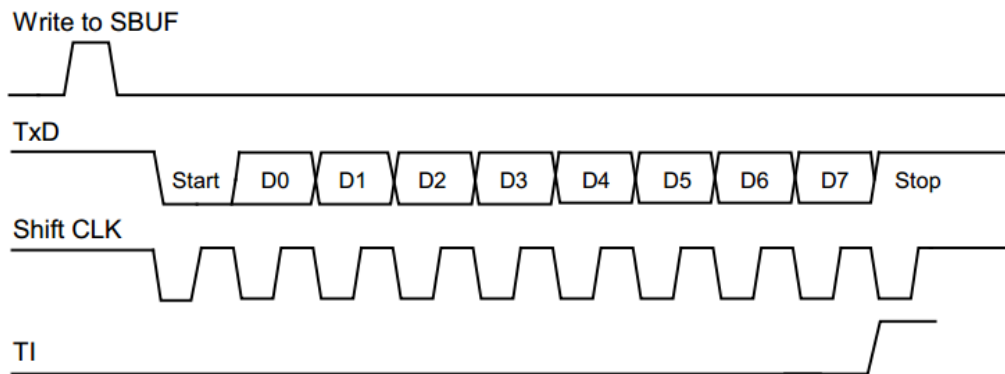 Write to SBUF
TxD
Start D0 D1 D2 D3 D4 D5 D6 D7 Stop
Shift CLK
TI